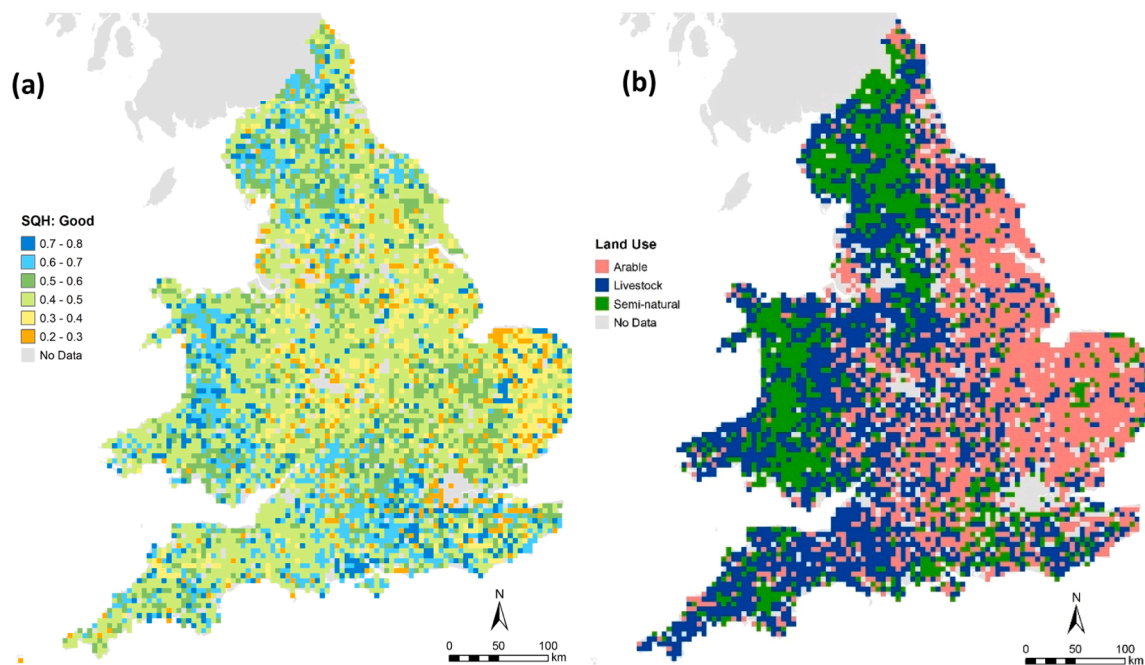 (a)
SQH: Good
0.7 - 0.8
0.6 - 0.7
0.5 - 0.6
0.4 - 0.5
0.3 - 0.4
0.2 - 0.3
No Data
N
0 50 100
km
(b)
Land Use
Arable
Livestock
Semi-natural
No Data
N
0 50 100
km